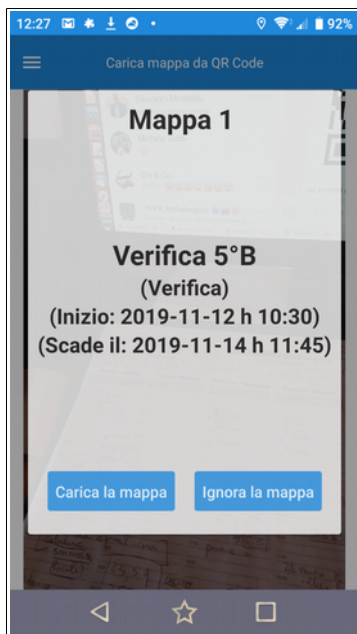 12:27
92%
Carica mappa da QR Code
Mappa 1
Verifica 5°B
(Verifica)
(Inizio: 2019-11-12 h 10:30)
(Scade il: 2019-11-14 h 11:45)
Carica la mappa
Ignora la mappa